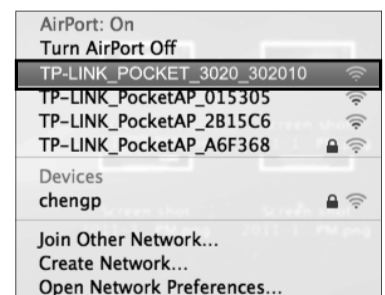 AirPort: On
Turn AirPort Off
TP-LINK_POCKET_3020_302010
TP-LINK_PocketAP_015305
TP-LINK_PocketAP_2B15C6
TP-LINK_PocketAP_A6F368
Devices
chengp
Join Other Network...
Create Network...
Open Network Preferences...